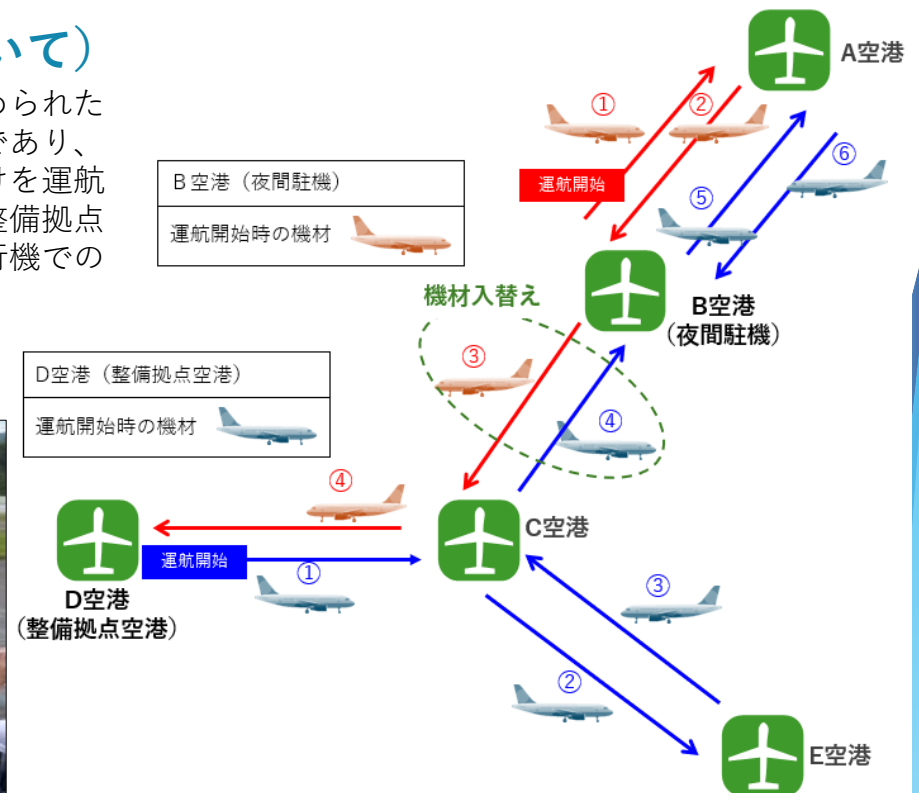 いて）
められた
であり、
けを運航
整備拠点
行機での
B空港（夜間駐機）
運航開始時の機材
D空港（整備拠点空港）
運航開始時の機材
A空港
①
②
運航開始
⑤
⑥
B空港
（夜間駐機）
機材入替え
③
④
④
C空港
運航開始
①
D空港
（整備拠点空港）
③
②
E空港